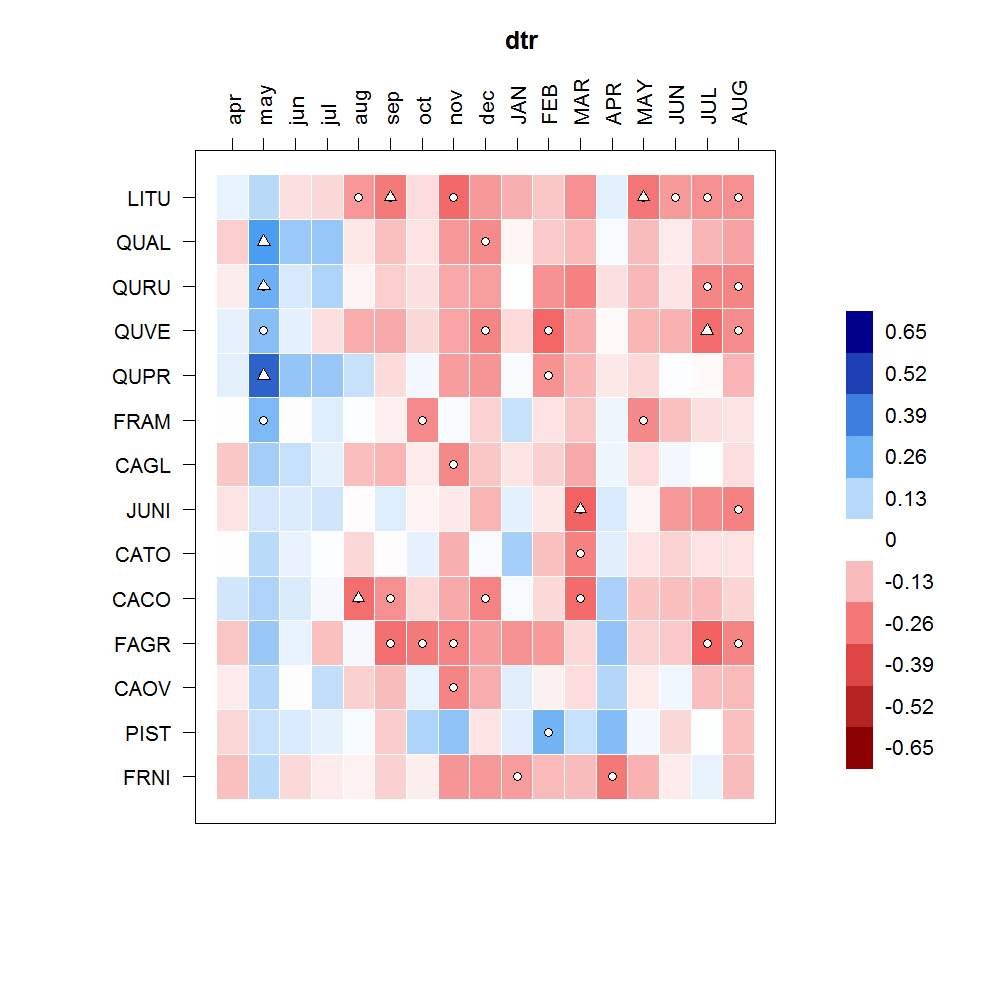 dtr
apr may jun jul aug sep oct nov dec JAN FEB MAR APR MAY JUN JUL AUG
LITU
QUAL
QURU
QUVE
QUPR
FRAM
CAGL
JUNI
CATO
CACO
FAGR
CAOV
PIST
FRNI
0.65
0.52
0.39
0.26
0.13
0
-0.13
-0.26
-0.39
-0.52
-0.65